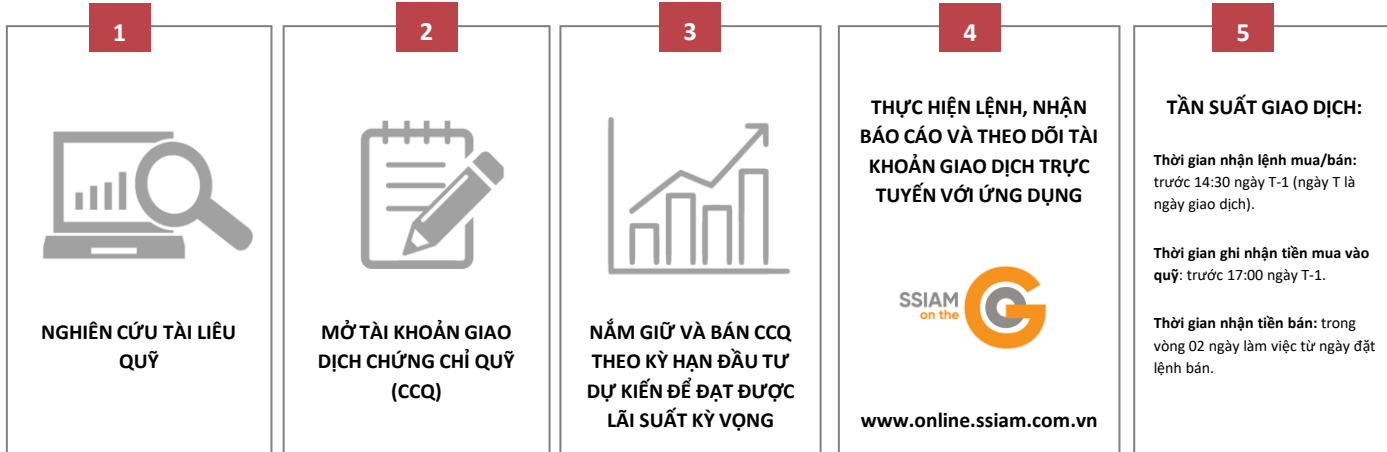 1
NGHIÊN CỨU TÀI LIỆU
QUỸ
2
MỞ TÀI KHOẢN GIAO
DỊCH CHỨNG CHỈ QUỸ
(CCQ)
3
NẮM GIỮ VÀ BÁN CCQ
THEO KỲ HẠN ĐẦU TƯ
DỰ KIẾN ĐỂ ĐẠT ĐƯỢC
LÃI SUẤT KỲ VỌNG
4
THỰC HIỆN LỆNH, NHẬN
BÁO CÁO VÀ THEO DÕI TÀI
KHOẢN GIAO DỊCH TRỰC
TUYẾN VỚI ỨNG DỤNG
SSIAM
on the
GO
www.online.ssiam.com.vn
5
TẦN SUẤT GIAO DỊCH:
Thời gian nhận lệnh mua/bán:
trước 14:30 ngày T-1 (ngày T là
ngày giao dịch).
Thời gian ghi nhận tiền mua vào
quỹ: trước 17:00 ngày T-1.
Thời gian nhận tiền bán: trong
vòng 02 ngày làm việc từ ngày đặt
lệnh bán.